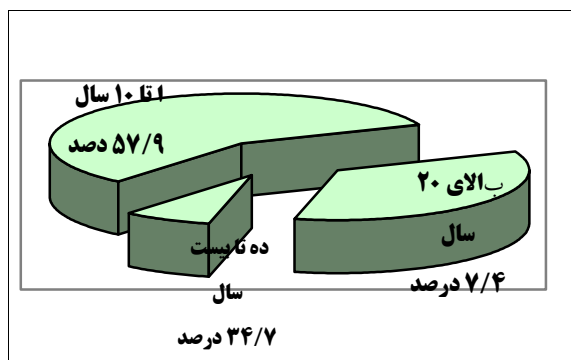 ۱ تا ۱۰ سال
۵۷/۹ دصد
بالای ۲۰
سال
۷/۴ درصد
ده تا بیست
سال
۳۴/۷ درصد